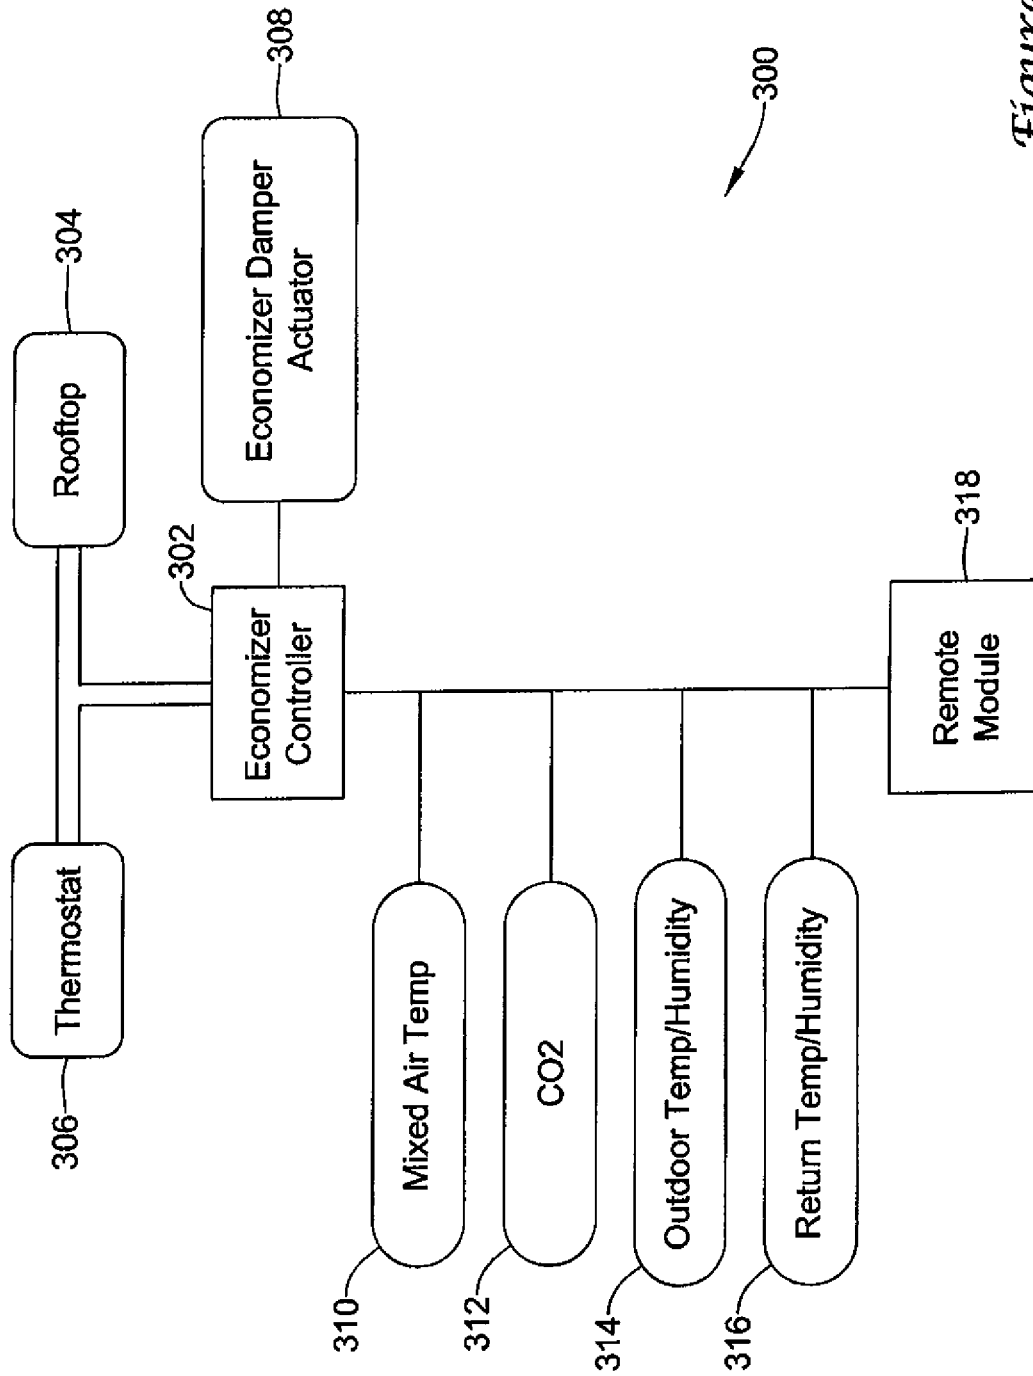 306
Thermostat
Rooftop
304
302
Economizer
Controller
Economizer Damper
Actuator
308
310
Mixed Air Temp
312
CO2
314
Outdoor Temp/Humidity
316
Return Temp/Humidity
Remote
Module
318
300